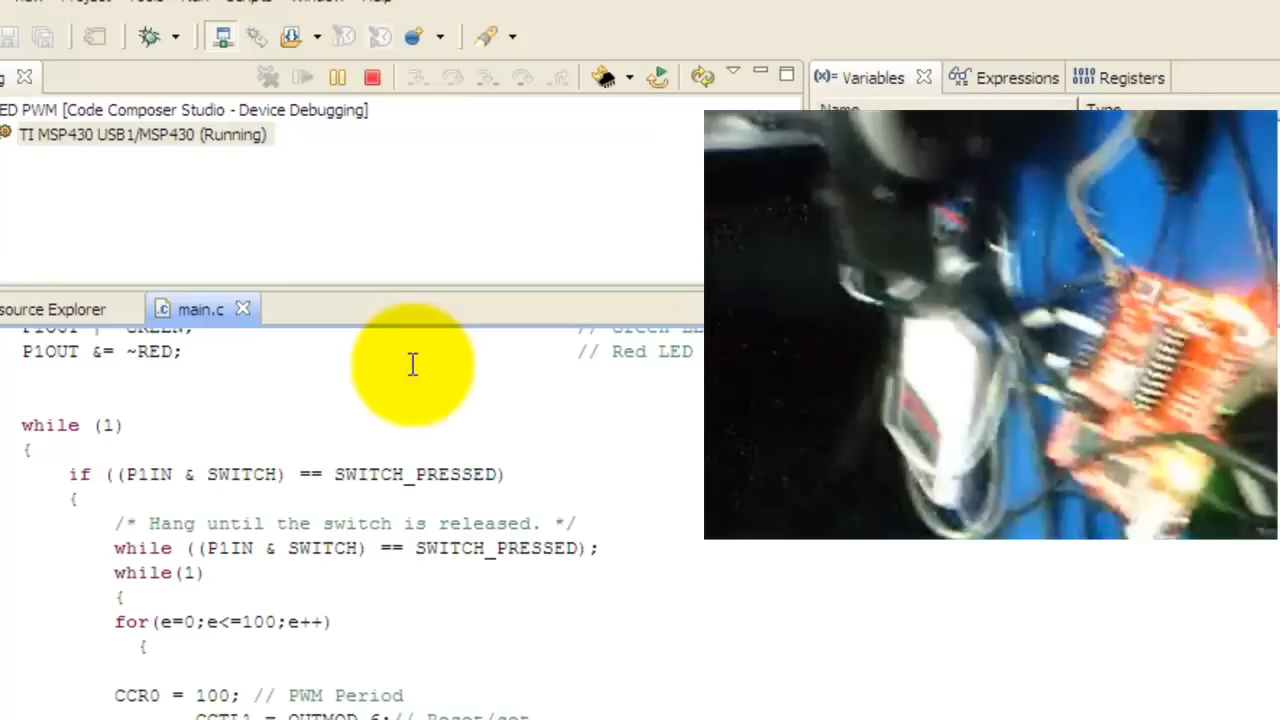 ED PWM [Code Composer Studio - Device Debugging]
TI MSP430 USB1/MSP430 (Running)
(x)= Variables
Expressions
1010 0101 Registers
source Explorer
main.c
P1OUT &= ~RED; // Red LED
while (1)
{
if ((P1IN & SWITCH) == SWITCH_PRESSED)
{
/* Hang until the switch is released. */
while ((P1IN & SWITCH) == SWITCH_PRESSED);
while(1)
{
for(e=0;e<=100;e++)
{
CCR0 = 100; // PWM Period